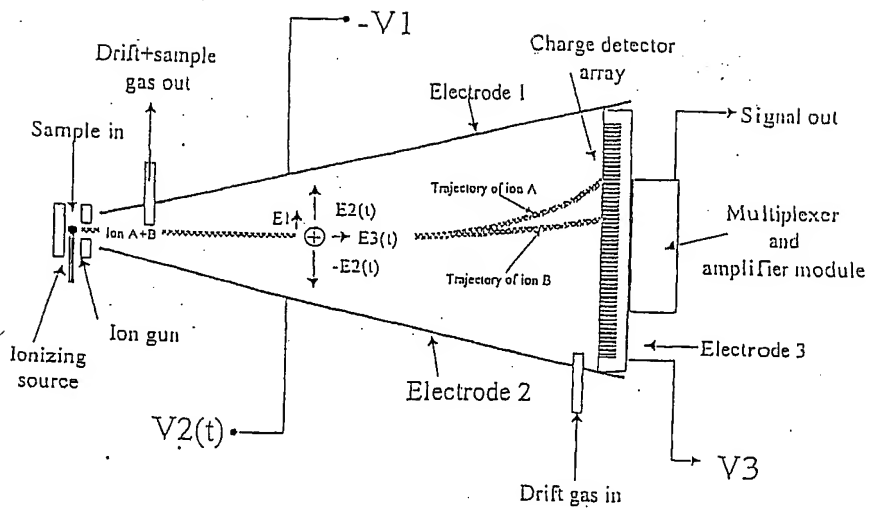 -V1
Drift+sample
gas out
Charge detector
array
Electrode 1
Sample in
Signal out
Trajectory of ion A
E1
E2(t)
Ion A+B
E3(t)
-E2(t)
Trajectory of ion B
Multiplexer
and
amplifier module
Ion gun
Ionizing
source
Electrode 3
Electrode 2
V2(t)
V3
Drift gas in